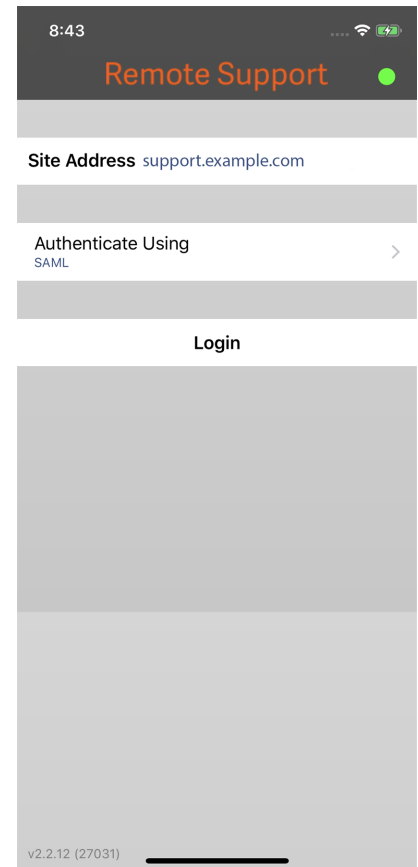 8:43
Remote Support
Site Address support.example.com
Authenticate Using
SAML
Login
v2.2.12 (27031)